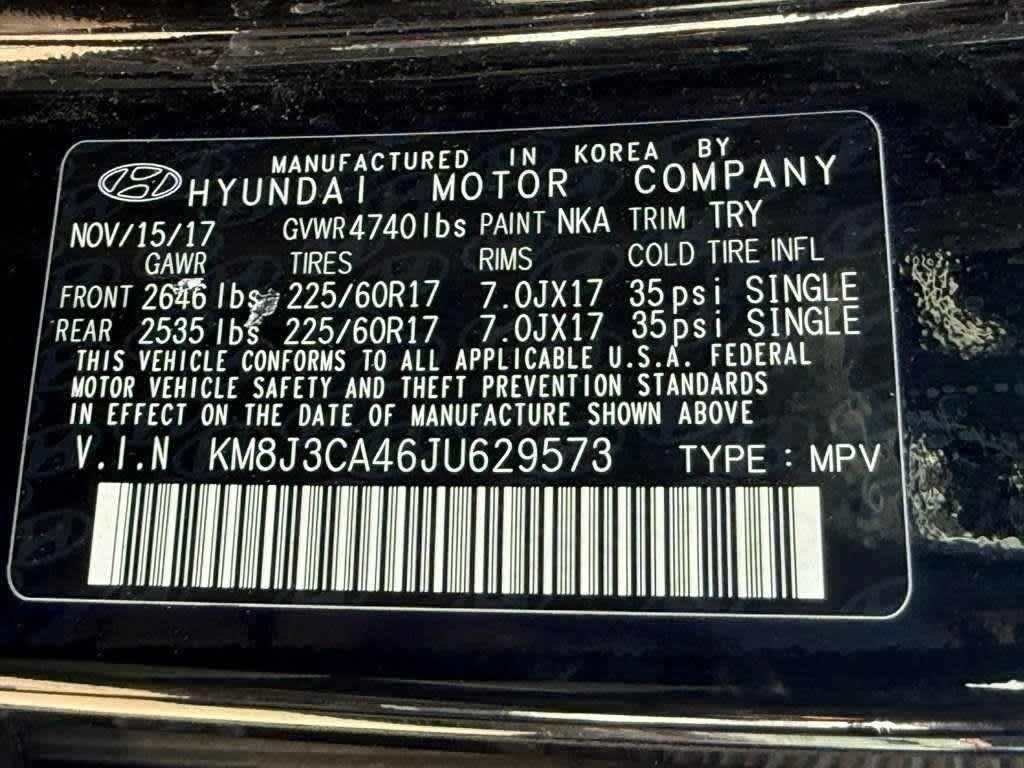 MANUFACTURED IN KOREA BY
HYUNDAI MOTOR COMPANY
NOV/15/17 GVWR 4740lbs PAINT NKA TRIM TRY
GAWR TIRES RIMS COLD TIRE INFL
FRONT 2646 lbs 225/60R17 7.0JX17 35psi SINGLE
REAR 2535 lbs 225/60R17 7.0JX17 35psi SINGLE
THIS VEHICLE CONFORMS TO ALL APPLICABLE U.S.A. FEDERAL
MOTOR VEHICLE SAFETY AND THEFT PREVENTION STANDARDS
IN EFFECT ON THE DATE OF MANUFACTURE SHOWN ABOVE
V.I.N KM8J3CA46JU629573 TYPE : MPV